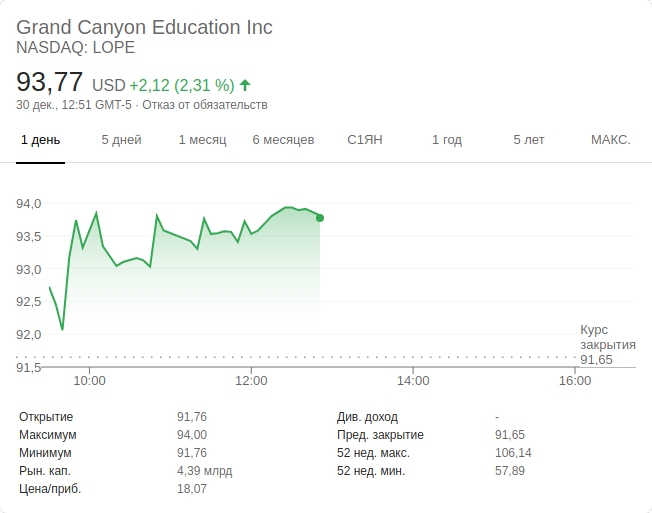 Grand Canyon Education Inc
NASDAQ: LOPE
93,77 USD +2,12 (2,31 %)
30 дек., 12:51 GMT-5 · Отказ от обязательств
1 день 5 дней 1 месяц 6 месяцев С1ЯН 1 год 5 лет МАКС.
94,0
93,5
93,0
92,5
92,0
Курс
закрытия
91,65
91,5
10:00 12:00 14:00 16:00
Открытие 91,76 Див. доход -
Максимум 94,00 Пред. закрытие 91,65
Минимум 91,76 52 нед. макс. 106,14
Рын. кап. 4,39 млрд 52 нед. мин. 57,89
Цена/приб. 18,07